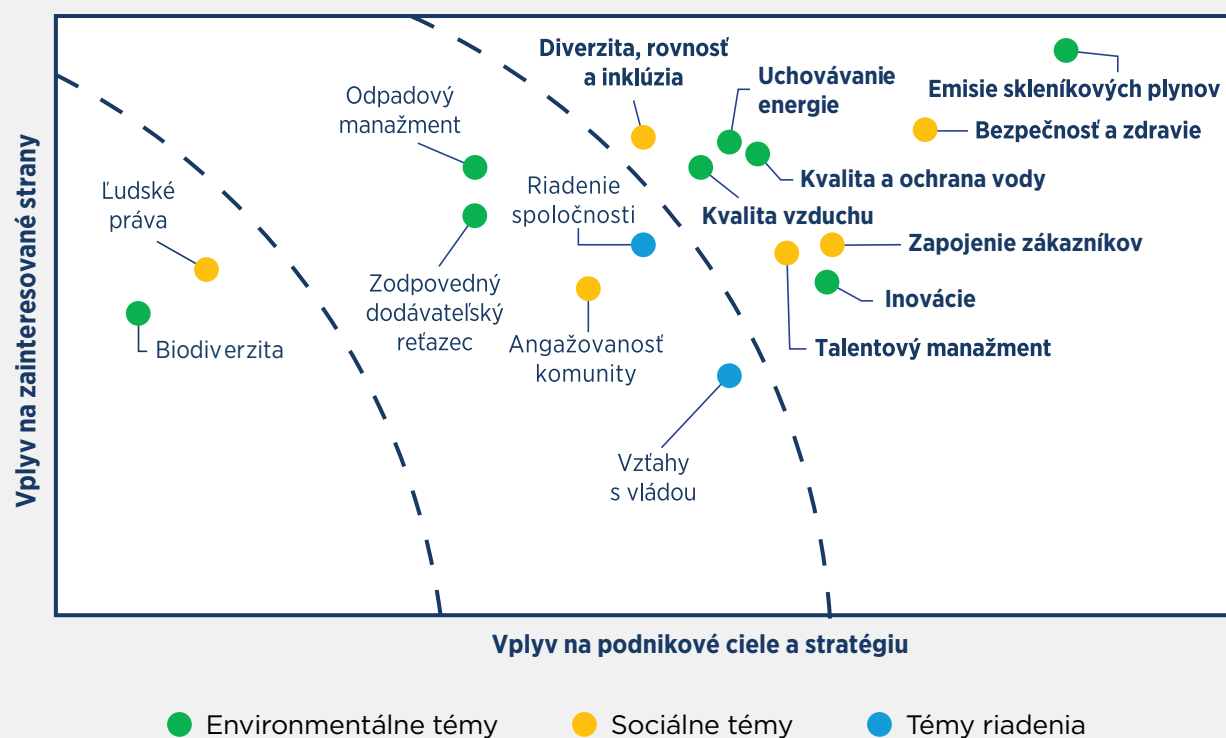 Diverzita, rovnosť
a inklúzia
Uchovávanie
energie
Emisie skleníkových plynov
Odpadový
manažment
Bezpečnosť a zdravie
Ľudské
práva
Riadenie
spoločnosti
Kvalita a ochrana vody
Kvalita vzduchu
Zapojenie zákazníkov
Zodpovedný
dodávateľský
reťazec
Inovácie
Biodiverzita
Angažovanosť
komunity
Talentový manažment
Vzťahy
s vládou
Vplyv na zainteresované strany
Vplyv na podnikové ciele a stratégiu
Environmentálne témy
Sociálne témy
Témy riadenia